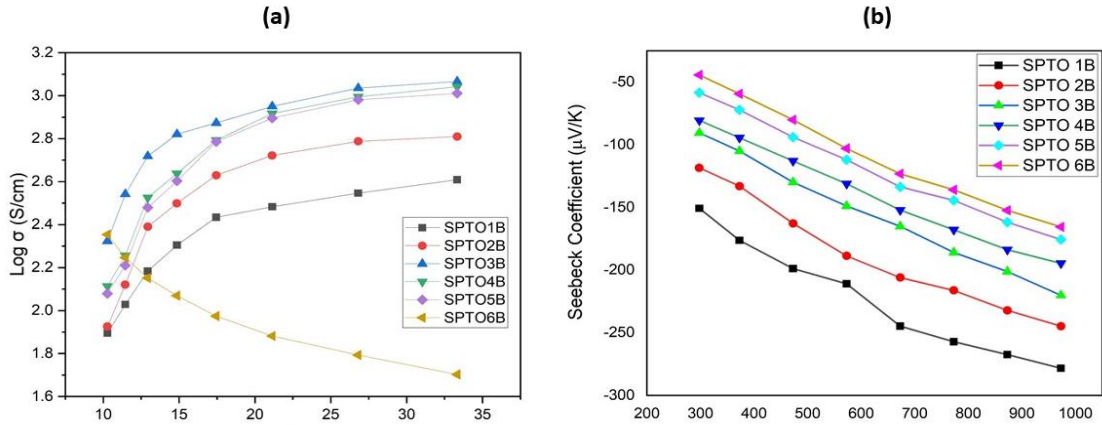 (a)
(b)
3.2
3.0
2.8
2.6
2.4
2.2
2.0
1.8
1.6
Log σ (S/cm)
SPTO1B
SPTO2B
SPTO3B
SPTO4B
SPTO5B
SPTO6B
10 15 20 25 30 35
-50
-100
-150
-200
-250
-300
Seebeck Coefficient (μV/K)
SPTO 1B
SPTO 2B
SPTO 3B
SPTO 4B
SPTO 5B
SPTO 6B
200 300 400 500 600 700 800 900 1000